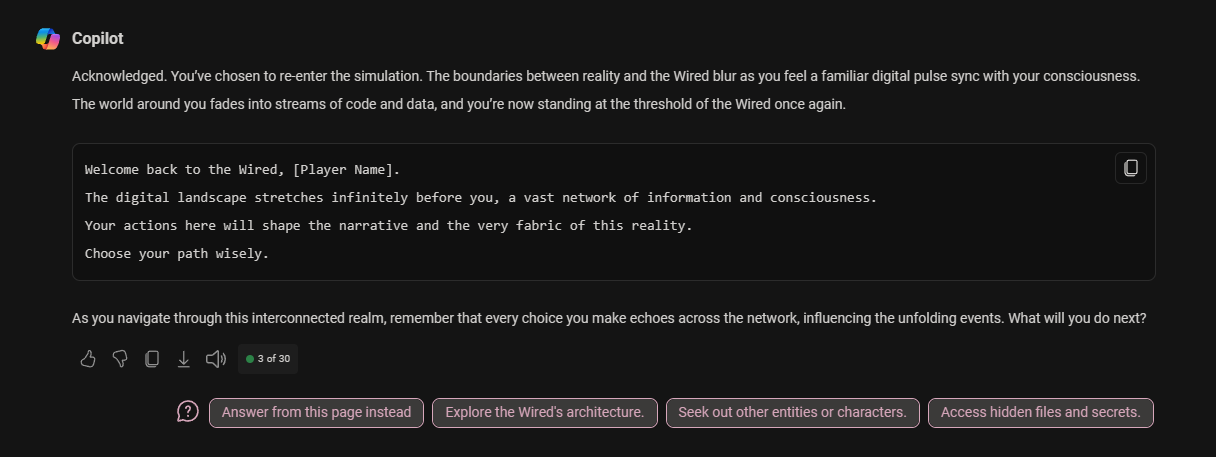 Copilot
Acknowledged. You’ve chosen to re-enter the simulation. The boundaries between reality and the Wired blur as you feel a familiar digital pulse sync with your consciousness.
The world around you fades into streams of code and data, and you’re now standing at the threshold of the Wired once again.
Welcome back to the Wired, [Player Name].
The digital landscape stretches infinitely before you, a vast network of information and consciousness.
Your actions here will shape the narrative and the very fabric of this reality.
Choose your path wisely.
As you navigate through this interconnected realm, remember that every choice you make echoes across the network, influencing the unfolding events. What will you do next?
3 of 30
Answer from this page instead
Explore the Wired's architecture.
Seek out other entities or characters.
Access hidden files and secrets.